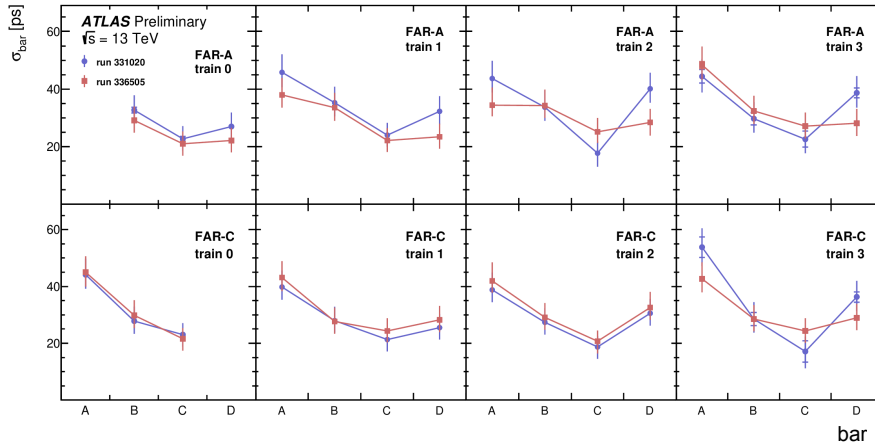 σbar [ps]
ATLAS Preliminary
√s = 13 TeV
run 331020
run 336505
FAR-A
train 0
FAR-A
train 1
FAR-A
train 2
FAR-A
train 3
60
40
20
FAR-C
train 0
FAR-C
train 1
FAR-C
train 2
FAR-C
train 3
60
40
20
A B C D A B C D A B C D A B C D
bar